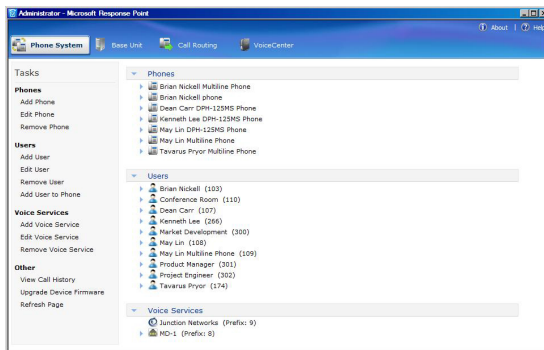 Administrator - Microsoft Response Point
About | Help
Phone System
Base Unit
Call Routing
VoiceCenter
Tasks
Phones
Add Phone
Edit Phone
Remove Phone
Users
Add User
Edit User
Remove User
Add User to Phone
Voice Services
Add Voice Service
Edit Voice Service
Remove Voice Service
Other
View Call History
Upgrade Device Firmware
Refresh Page
Phones
Brian Nickell Multiline Phone
Brian Nickell phone
Dean Carr DPH-125MS Phone
Kenneth Lee DPH-125MS Phone
May Lin DPH-125MS Phone
May Lin Multiline Phone
Tavarus Pryor Multiline Phone
Users
Brian Nickell (103)
Conference Room (110)
Dean Carr (107)
Kenneth Lee (266)
Market Development (300)
May Lin (108)
May Lin Multiline Phone (109)
Product Manager (301)
Project Engineer (302)
Tavarus Pryor (174)
Voice Services
Junction Networks (Prefix: 9)
MD-1 (Prefix: 8)